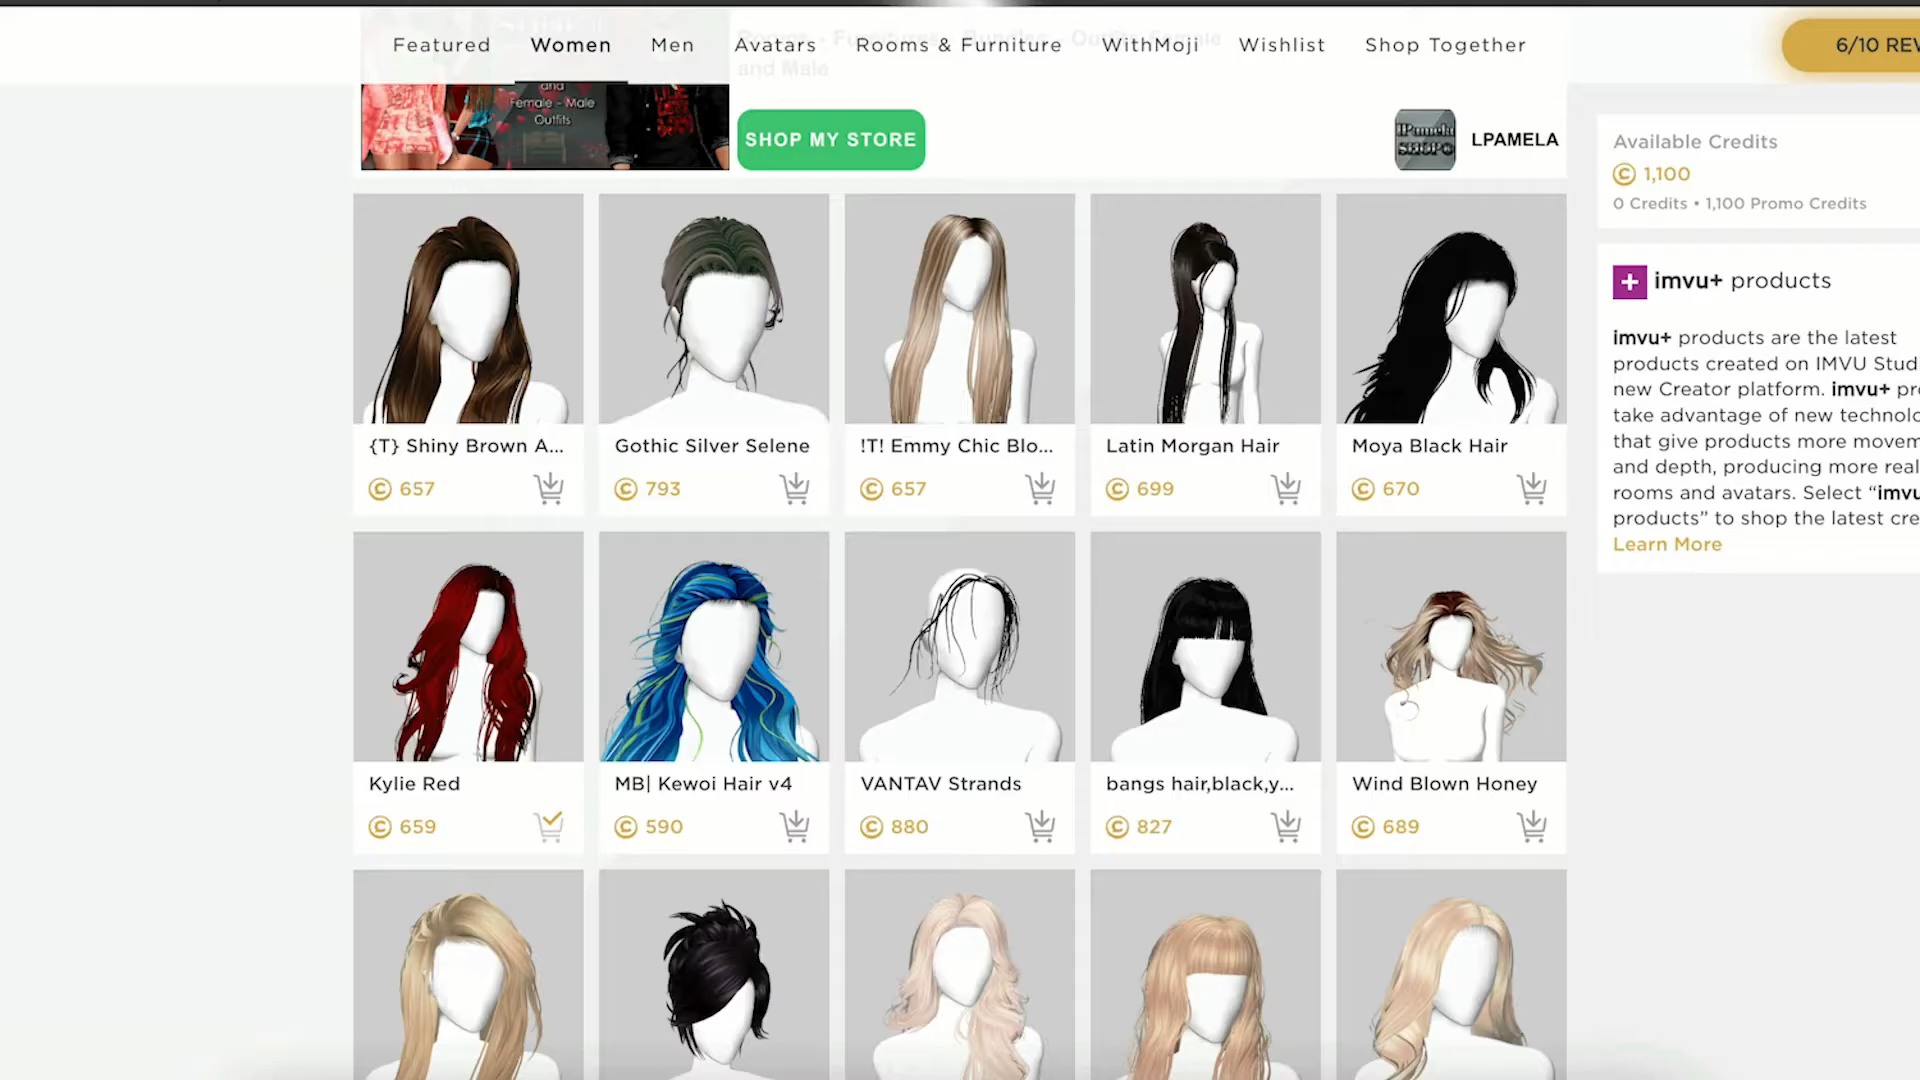 Featured
Women
Men
Avatars
Rooms & Furniture
WithMoji
Wishlist
Shop Together
6/10 REV
and Male
and
Female - Male
Outfits
SHOP MY STORE
LPAMELA
Available Credits
1,100
0 Credits • 1,100 Promo Credits
imvu+ products
imvu+ products are the latest
products created on IMVU Studi
new Creator platform. imvu+ pro
take advantage of new technolo
that give products more movem
and depth, producing more real
rooms and avatars. Select “imvu
products” to shop the latest cre
Learn More
{T} Shiny Brown A...
657
Gothic Silver Selene
793
!T! Emmy Chic Blo...
657
Latin Morgan Hair
699
Moya Black Hair
670
Kylie Red
659
MB| Kewoi Hair v4
590
VANTAV Strands
880
bangs hair,black,y...
827
Wind Blown Honey
689